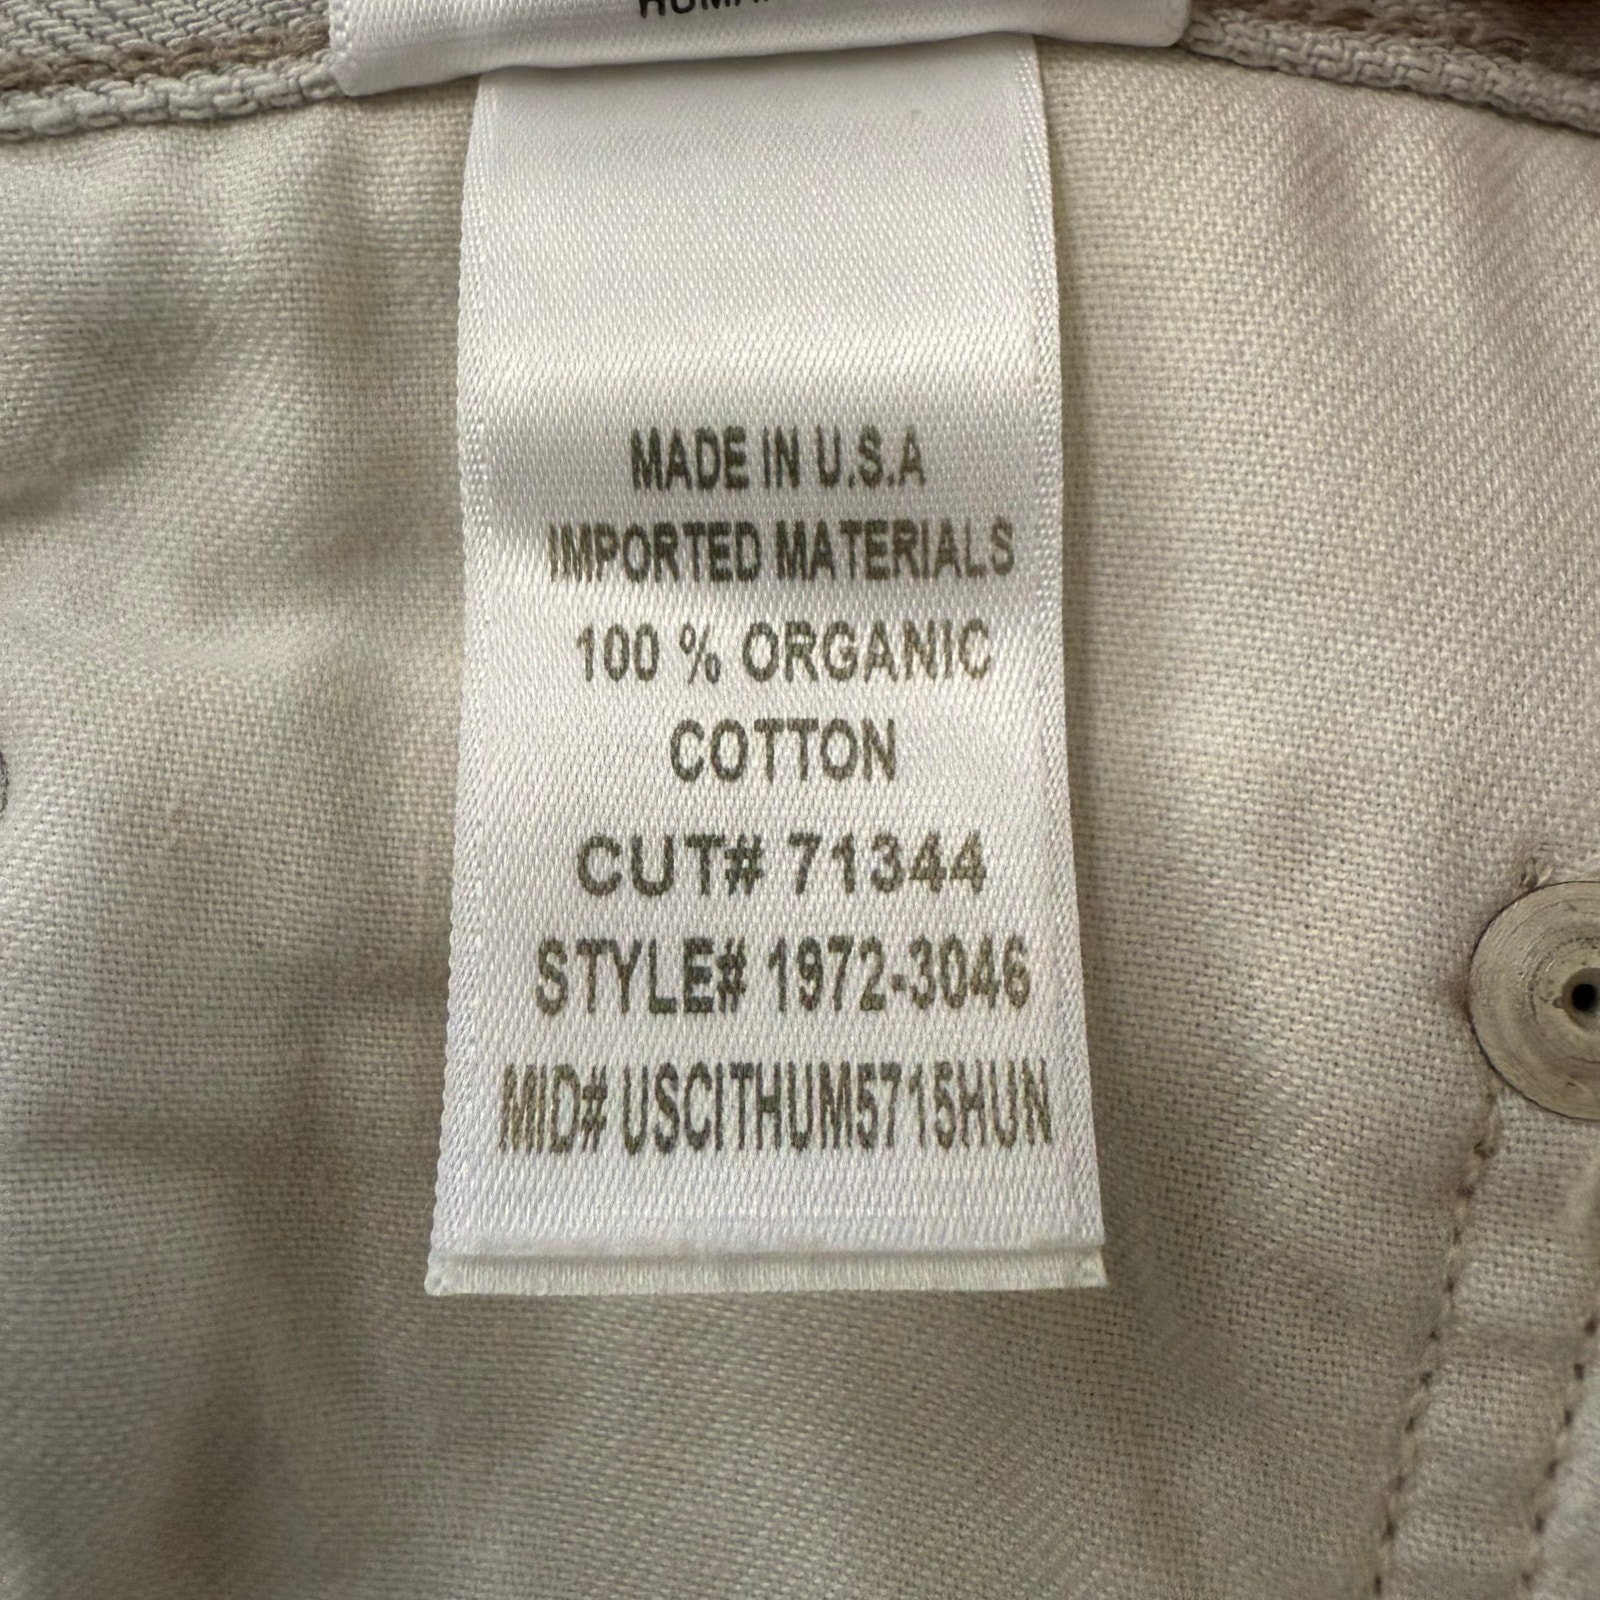 MADE IN U.S.A
IMPORTED MATERIALS
100 % ORGANIC
COTTON
CUT# 71344
STYLE# 1972-3046
MID# USCITHUM5715HUN